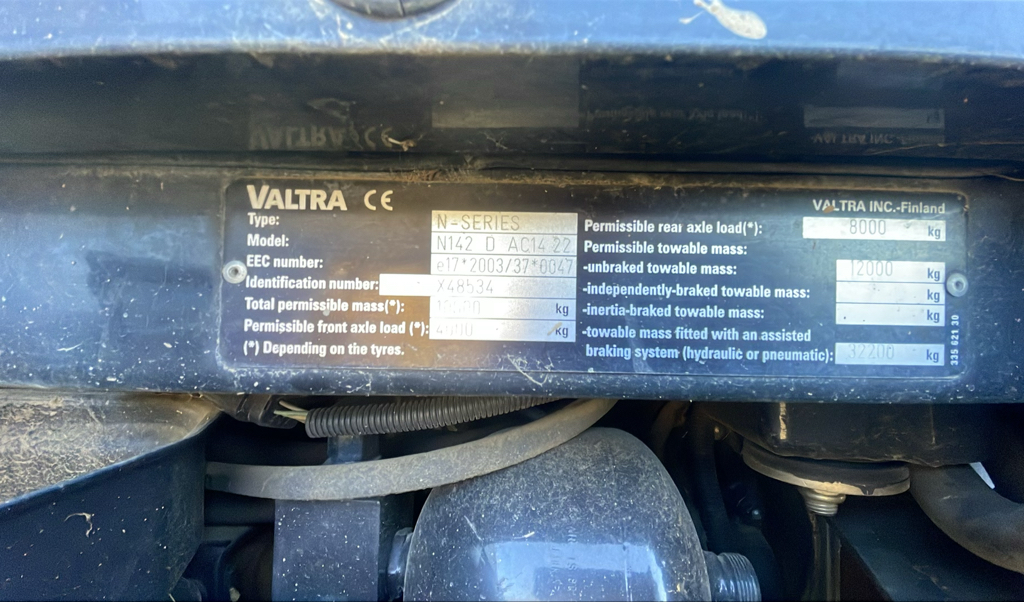 VALTRA CE
VALTRA INC.-Finland
Type: N-SERIES
Model: N142 D AC14 22
EEC number: e17*2003/37*0047
Identification number: X48534
Total permissible mass(*): kg
Permissible front axle load (*): kg
(*) Depending on the tyres.
Permissible rear axle load(*): 8000 kg
Permissible towable mass:
-unbraked towable mass: 12000 kg
-independently-braked towable mass: kg
-inertia-braked towable mass: kg
-towable mass fitted with an assisted
braking system (hydraulic or pneumatic): 32200 kg
335 621 30